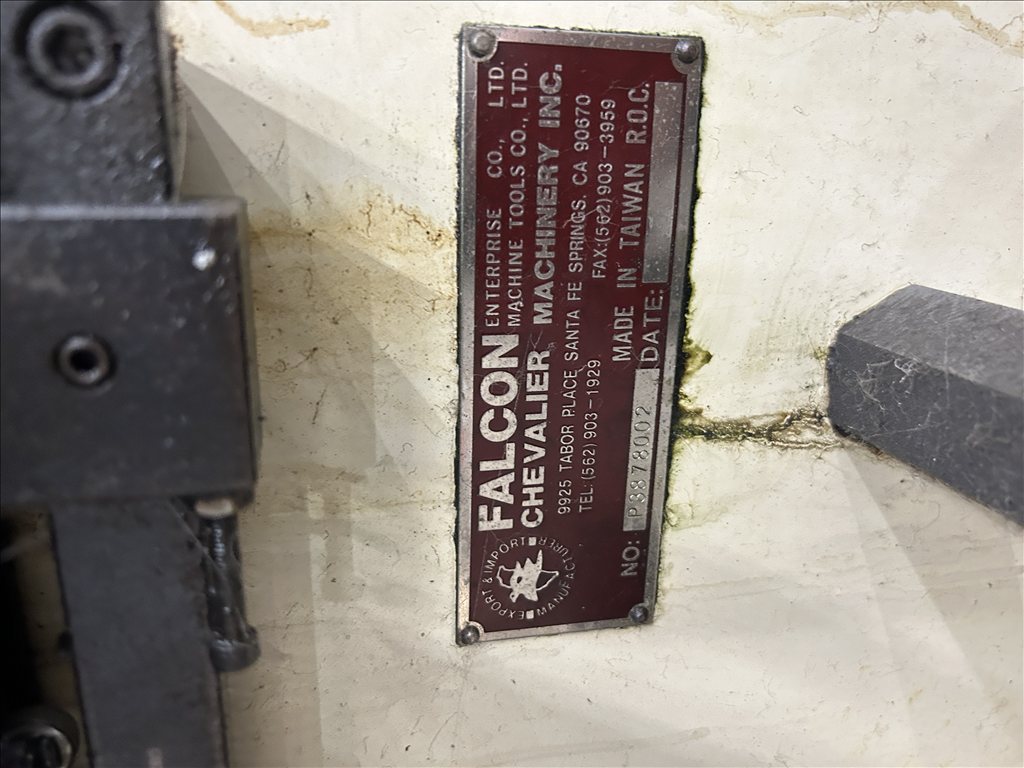 EXPORT & IMPORT
MANUFACTURER
FALCON ENTERPRISE CO., LTD.
MACHINE TOOLS CO., LTD.
CHEVALIER MACHINERY INC.
9925 TABOR PLACE, SANTA FE SPRINGS, CA 90670
TEL:(562)903-1929 FAX:(562)903-3959
MADE IN TAIWAN R.O.C.
NO: P3878002 DATE: